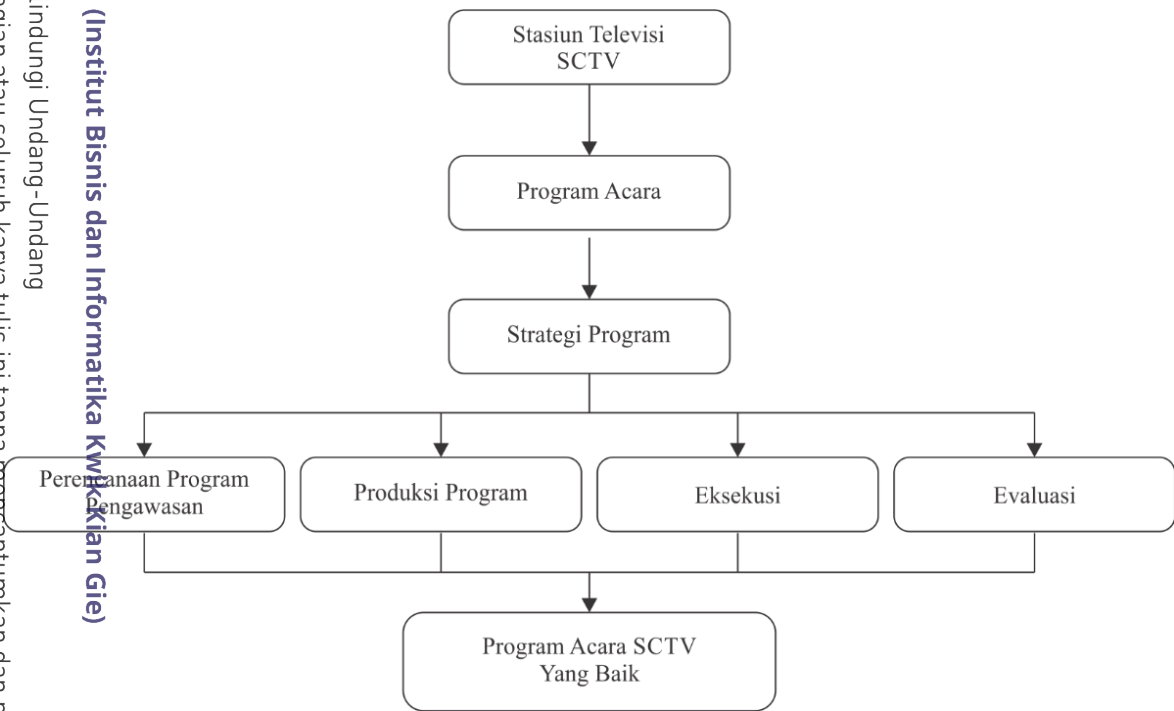 Stasiun Televisi
SCTV
Program Acara
Strategi Program
Perencanaan Program
Pengawasan
Produksi Program
Eksekusi
Evaluasi
Program Acara SCTV
Yang Baik
(Institut Bisnis dan Informatika Kwik Kian Gie)
Undang-Undang